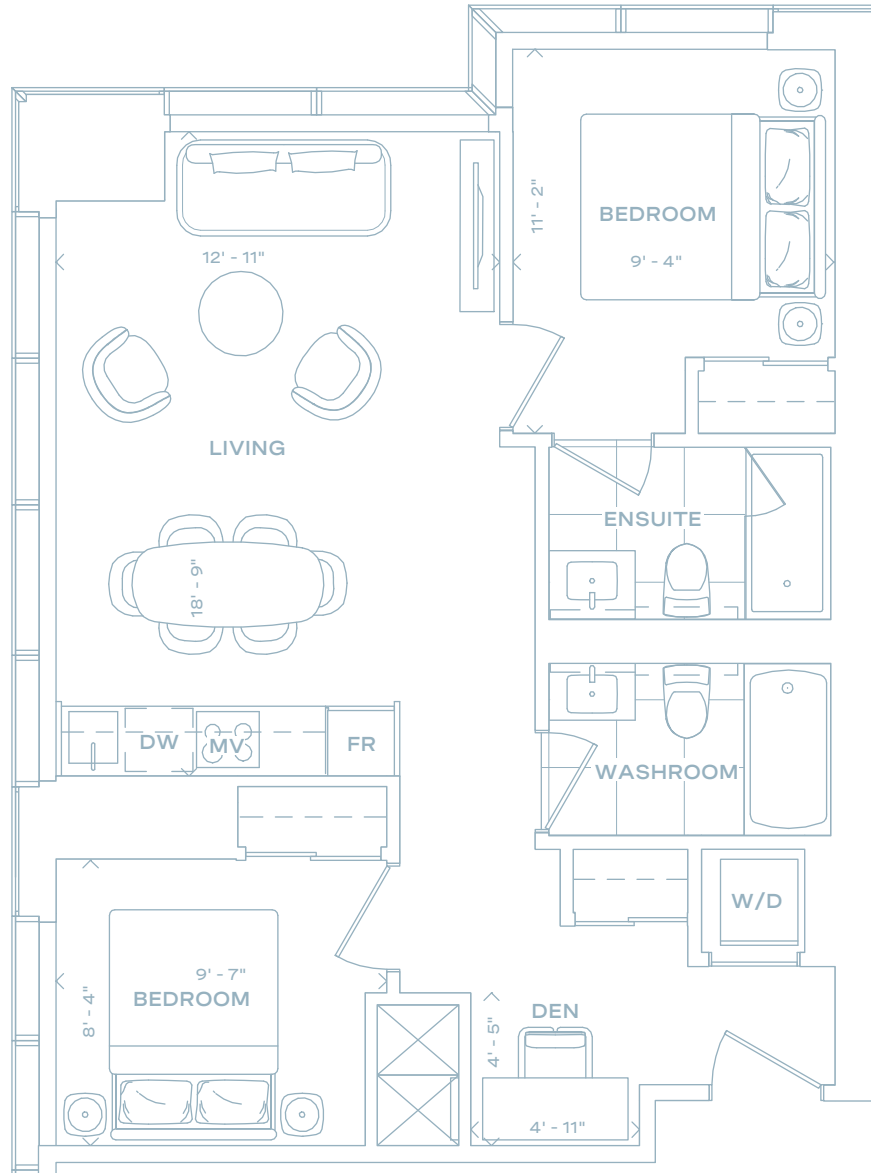 11' - 2"
BEDROOM
9' - 4"
12' - 11"
LIVING
ENSUITE
18' - 9"
DW
MV
FR
WASHROOM
W/D
9' - 7"
BEDROOM
8' - 4"
DEN
4' - 5"
4' - 11"